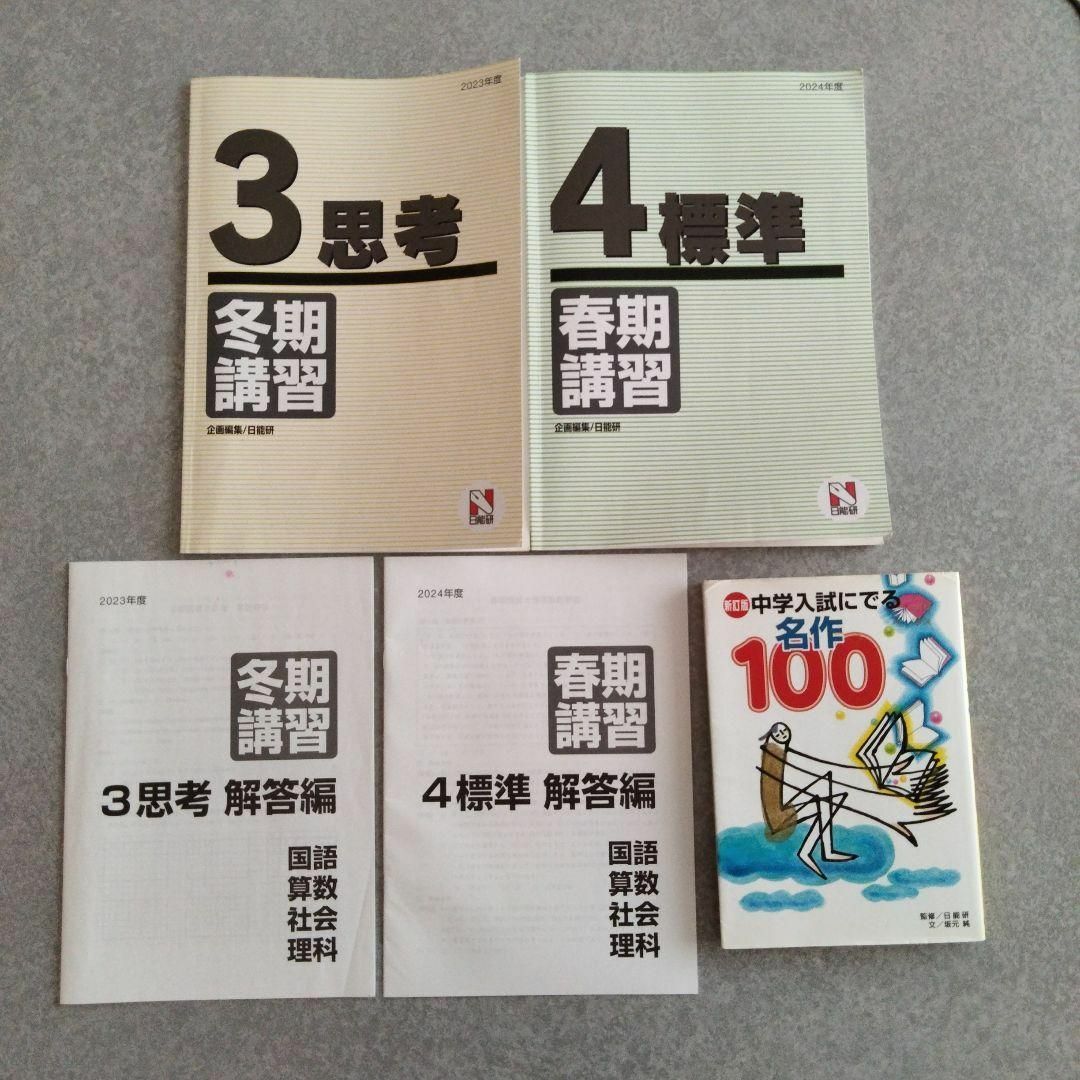 2023年度
3思考
冬期
講習
企画編集/日能研
日能研
2024年度
4標準
春期
講習
企画編集/日能研
日能研
2023年度
冬期
講習
3思考 解答編
国語
算数
社会
理科
2024年度
春期
講習
4標準 解答編
国語
算数
社会
理科
新訂版 中学入試にでる
名作
100
監修/日能研
文/坂元 純